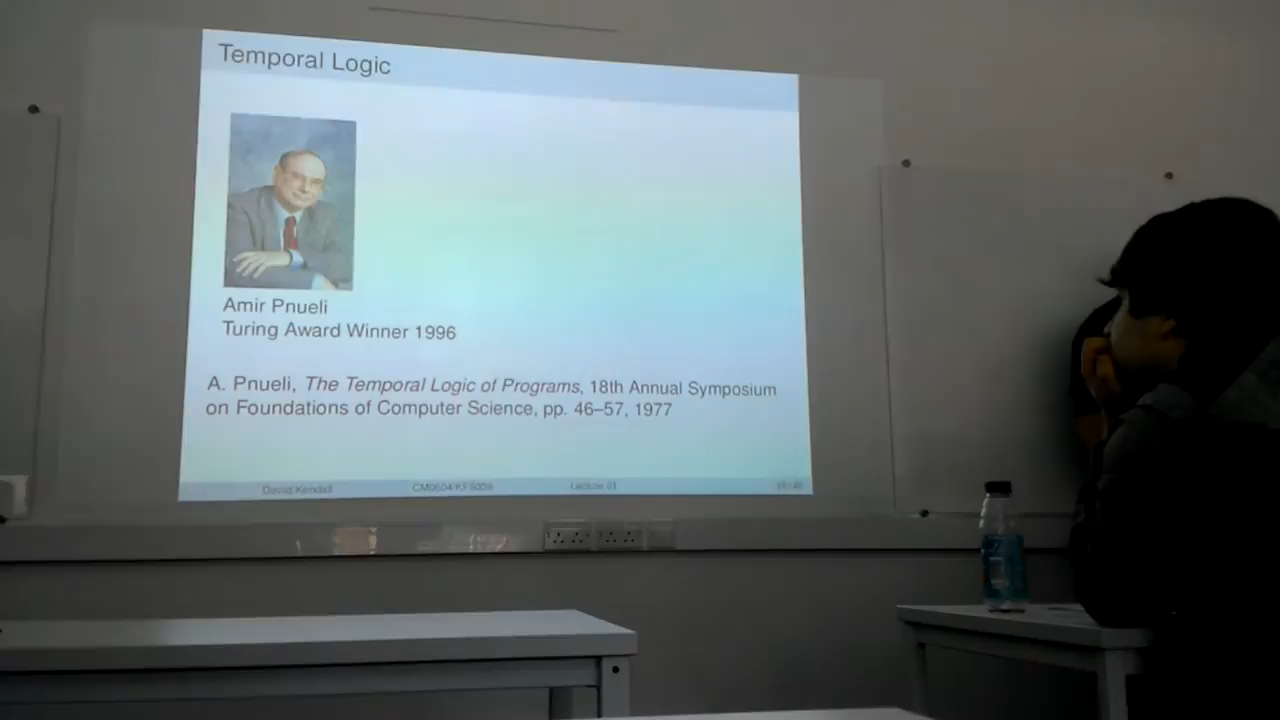 Temporal Logic
Amir Pnueli
Turing Award Winner 1996
A. Pnueli, The Temporal Logic of Programs, 18th Annual Symposium
on Foundations of Computer Science, pp. 46–57, 1977
David Kendall
Lecture 01